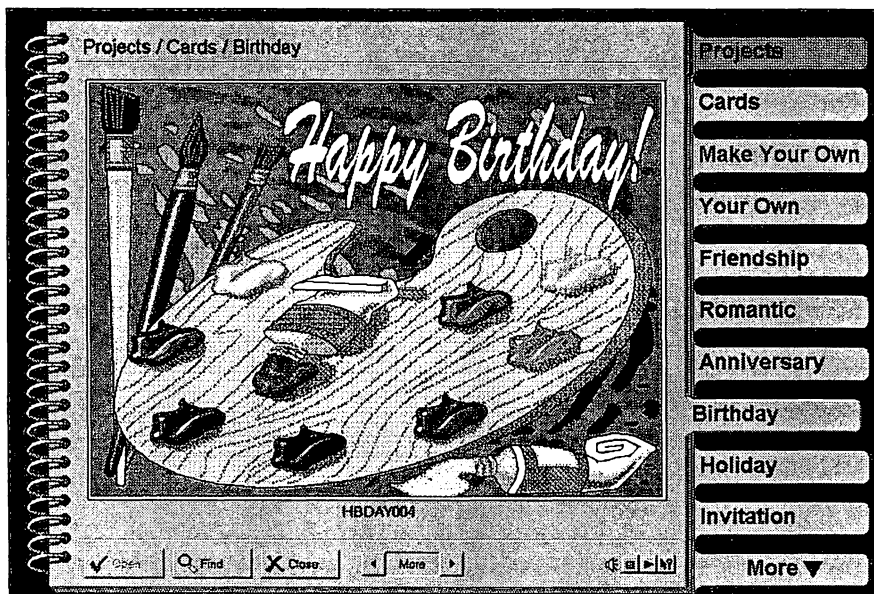 Projects / Cards / Birthday
Happy Birthday!
HBDAY004
Open
Find
Close
More
Projects
Cards
Make Your Own
Your Own
Friendship
Romantic
Anniversary
Birthday
Holiday
Invitation
More